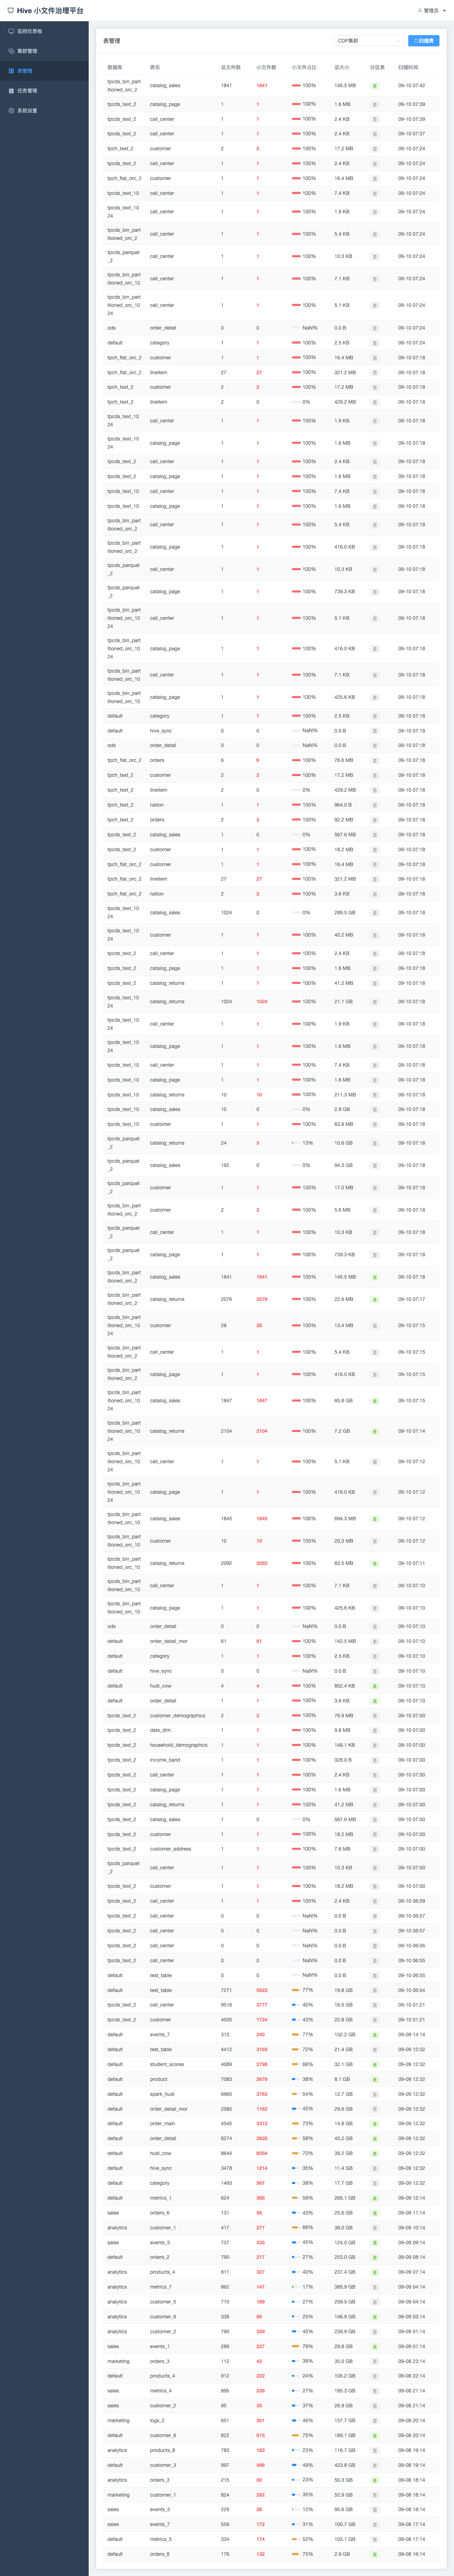 Hive 小文件治理平台
管理员
监控仪表板
集群管理
表管理
任务管理
系统设置
表管理
CDP集群
扫描表
数据库 表名 总文件数 小文件数 小文件占比 总大小 分区表 扫描时间
tpcds_bin_partitioned_orc_2 catalog_sales 1841 1841 100% 145.5 MB 是 09-10 07:42
tpcds_text_2 catalog_page 1 1 100% 1.6 MB 否 09-10 07:39
tpcds_text_2 call_center 1 1 100% 2.4 KB 否 09-10 07:39
tpcds_text_2 call_center 1 1 100% 2.4 KB 否 09-10 07:37
tpch_text_2 customer 2 2 100% 17.2 MB 否 09-10 07:24
tpcds_text_2 call_center 1 1 100% 2.4 KB 否 09-10 07:24
tpch_flat_orc_2 customer 1 1 100% 16.4 MB 否 09-10 07:24
tpcds_text_10 call_center 1 1 100% 7.4 KB 否 09-10 07:24
tpcds_text_1024 call_center 1 1 100% 1.9 KB 否 09-10 07:24
tpcds_bin_partitioned_orc_2 call_center 1 1 100% 5.4 KB 否 09-10 07:24
tpcds_parquet_2 call_center 1 1 100% 10.3 KB 否 09-10 07:24
tpcds_bin_partitioned_orc_10 call_center 1 1 100% 7.1 KB 否 09-10 07:24
tpcds_bin_partitioned_orc_1024 call_center 1 1 100% 5.1 KB 否 09-10 07:24
ods order_detail 0 0 NaN% 0.0 B 否 09-10 07:24
default category 1 1 100% 2.5 KB 否 09-10 07:24
tpch_flat_orc_2 customer 1 1 100% 16.4 MB 否 09-10 07:18
tpch_flat_orc_2 lineitem 27 27 100% 321.2 MB 否 09-10 07:18
tpch_text_2 customer 2 2 100% 17.2 MB 否 09-10 07:18
tpch_text_2 lineitem 2 0 0% 429.2 MB 否 09-10 07:18
tpcds_text_1024 call_center 1 1 100% 1.9 KB 否 09-10 07:18
tpcds_text_1024 catalog_page 1 1 100% 1.6 MB 否 09-10 07:18
tpcds_text_2 call_center 1 1 100% 2.4 KB 否 09-10 07:18
tpcds_text_2 catalog_page 1 1 100% 1.6 MB 否 09-10 07:18
tpcds_text_10 call_center 1 1 100% 7.4 KB 否 09-10 07:18
tpcds_text_10 catalog_page 1 1 100% 1.6 MB 否 09-10 07:18
tpcds_bin_partitioned_orc_2 call_center 1 1 100% 5.4 KB 否 09-10 07:18
tpcds_bin_partitioned_orc_2 catalog_page 1 1 100% 416.0 KB 否 09-10 07:18
tpcds_parquet_2 call_center 1 1 100% 10.3 KB 否 09-10 07:18
tpcds_parquet_2 catalog_page 1 1 100% 739.3 KB 否 09-10 07:18
tpcds_bin_partitioned_orc_1024 call_center 1 1 100% 5.1 KB 否 09-10 07:18
tpcds_bin_partitioned_orc_1024 catalog_page 1 1 100% 416.0 KB 否 09-10 07:18
tpcds_bin_partitioned_orc_10 call_center 1 1 100% 7.1 KB 否 09-10 07:18
tpcds_bin_partitioned_orc_10 catalog_page 1 1 100% 425.6 KB 否 09-10 07:18
default category 1 1 100% 2.5 KB 否 09-10 07:18
default hive_sync 0 0 NaN% 0.0 B 否 09-10 07:18
ods order_detail 0 0 NaN% 0.0 B 否 09-10 07:18
tpch_flat_orc_2 orders 6 6 100% 76.6 MB 否 09-10 07:18
tpch_text_2 customer 2 2 100% 17.2 MB 否 09-10 07:18
tpch_text_2 lineitem 2 0 0% 429.2 MB 否 09-10 07:18
tpch_text_2 nation 1 1 100% 964.0 B 否 09-10 07:18
tpch_text_2 orders 2 2 100% 92.2 MB 否 09-10 07:18
tpcds_text_2 catalog_sales 1 0 0% 567.6 MB 否 09-10 07:18
tpcds_text_2 customer 1 1 100% 18.2 MB 否 09-10 07:18
tpch_flat_orc_2 customer 1 1 100% 16.4 MB 否 09-10 07:18
tpch_flat_orc_2 lineitem 27 27 100% 321.2 MB 否 09-10 07:18
tpch_flat_orc_2 nation 2 2 100% 3.6 KB 否 09-10 07:18
tpcds_text_1024 catalog_sales 1024 0 0% 289.5 GB 否 09-10 07:18
tpcds_text_1024 customer 1 1 100% 40.2 MB 否 09-10 07:18
tpcds_text_2 call_center 1 1 100% 2.4 KB 否 09-10 07:18
tpcds_text_2 catalog_page 1 1 100% 1.6 MB 否 09-10 07:18
tpcds_text_2 catalog_returns 1 1 100% 41.2 MB 否 09-10 07:18
tpcds_text_1024 catalog_returns 1024 1024 100% 21.1 GB 否 09-10 07:18
tpcds_text_1024 call_center 1 1 100% 1.9 KB 否 09-10 07:18
tpcds_text_1024 catalog_page 1 1 100% 1.6 MB 否 09-10 07:18
tpcds_text_10 call_center 1 1 100% 7.4 KB 否 09-10 07:18
tpcds_text_10 catalog_page 1 1 100% 1.6 MB 否 09-10 07:18
tpcds_text_10 catalog_returns 10 10 100% 211.3 MB 否 09-10 07:18
tpcds_text_10 catalog_sales 10 0 0% 2.8 GB 否 09-10 07:18
tpcds_text_10 customer 1 1 100% 63.8 MB 否 09-10 07:18
tpcds_parquet_2 catalog_returns 24 3 13% 10.6 GB 否 09-10 07:18
tpcds_parquet_2 catalog_sales 192 0 0% 94.3 GB 否 09-10 07:18
tpcds_parquet_2 customer 1 1 100% 17.0 MB 否 09-10 07:18
tpcds_bin_partitioned_orc_2 customer 2 2 100% 5.6 MB 否 09-10 07:18
tpcds_parquet_2 call_center 1 1 100% 10.3 KB 否 09-10 07:18
tpcds_parquet_2 catalog_page 1 1 100% 739.3 KB 否 09-10 07:18
tpcds_bin_partitioned_orc_2 catalog_sales 1841 1841 100% 145.5 MB 是 09-10 07:18
tpcds_bin_partitioned_orc_2 catalog_returns 2076 2076 100% 22.6 MB 是 09-10 07:17
tpcds_bin_partitioned_orc_1024 customer 28 28 100% 13.4 MB 否 09-10 07:15
tpcds_bin_partitioned_orc_2 call_center 1 1 100% 5.4 KB 否 09-10 07:15
tpcds_bin_partitioned_orc_2 catalog_page 1 1 100% 416.0 KB 否 09-10 07:15
tpcds_bin_partitioned_orc_1024 catalog_sales 1847 1847 100% 65.8 GB 是 09-10 07:15
tpcds_bin_partitioned_orc_1024 catalog_returns 2104 2104 100% 7.2 GB 是 09-10 07:14
tpcds_bin_partitioned_orc_1024 call_center 1 1 100% 5.1 KB 否 09-10 07:12
tpcds_bin_partitioned_orc_1024 catalog_page 1 1 100% 416.0 KB 否 09-10 07:12
tpcds_bin_partitioned_orc_10 catalog_sales 1845 1845 100% 694.3 MB 是 09-10 07:12
tpcds_bin_partitioned_orc_10 customer 10 10 100% 20.3 MB 否 09-10 07:12
tpcds_bin_partitioned_orc_10 catalog_returns 2092 2092 100% 83.5 MB 是 09-10 07:11
tpcds_bin_partitioned_orc_10 call_center 1 1 100% 7.1 KB 否 09-10 07:10
tpcds_bin_partitioned_orc_10 catalog_page 1 1 100% 425.6 KB 否 09-10 07:10
ods order_detail 0 0 NaN% 0.0 B 否 09-10 07:10
default order_detail_mor 61 61 100% 142.5 MB 是 09-10 07:10
default category 1 1 100% 2.5 KB 否 09-10 07:10
default hive_sync 0 0 NaN% 0.0 B 否 09-10 07:10
default hudi_cow 4 4 100% 852.4 KB 是 09-10 07:10
default order_detail 1 1 100% 3.6 KB 是 09-10 07:10
tpcds_text_2 customer_demographics 2 2 100% 76.9 MB 否 09-10 07:00
tpcds_text_2 date_dim 1 1 100% 9.8 MB 否 09-10 07:00
tpcds_text_2 household_demographics 1 1 100% 148.1 KB 否 09-10 07:00
tpcds_text_2 income_band 1 1 100% 328.0 B 否 09-10 07:00
tpcds_text_2 call_center 1 1 100% 2.4 KB 否 09-10 07:00
tpcds_text_2 catalog_page 1 1 100% 1.6 MB 否 09-10 07:00
tpcds_text_2 catalog_returns 1 1 100% 41.2 MB 否 09-10 07:00
tpcds_text_2 catalog_sales 1 0 0% 567.6 MB 否 09-10 07:00
tpcds_text_2 customer 1 1 100% 18.2 MB 否 09-10 07:00
tpcds_text_2 customer_address 1 1 100% 7.6 MB 否 09-10 07:00
tpcds_parquet_2 call_center 1 1 100% 10.3 KB 否 09-10 07:00
tpcds_text_2 customer 1 1 100% 18.2 MB 否 09-10 07:00
tpcds_text_2 call_center 1 1 100% 2.4 KB 否 09-10 06:59
tpcds_text_2 call_center 0 0 NaN% 0.0 B 否 09-10 06:57
tpcds_text_2 call_center 0 0 NaN% 0.0 B 否 09-10 06:57
tpcds_text_2 call_center 0 0 NaN% 0.0 B 否 09-10 06:56
tpcds_text_2 call_center 0 0 NaN% 0.0 B 否 09-10 06:55
default test_table 0 0 NaN% 0.0 B 否 09-10 06:55
default test_table 7271 5623 77% 19.8 GB 否 09-10 06:54
tpcds_text_2 call_center 9516 3777 40% 16.5 GB 否 09-10 01:21
tpcds_text_2 customer 4005 1724 43% 22.8 GB 否 09-10 01:21
default events_7 313 240 77% 132.2 GB 是 09-09 14:14
default test_table 4412 3193 72% 21.4 GB 否 09-09 12:32
default student_scores 4089 2798 68% 32.1 GB 否 09-09 12:32
default product 7083 2679 38% 8.1 GB 否 09-09 12:32
default spark_hudi 6960 3763 54% 12.7 GB 否 09-09 12:32
default order_detail_mor 2585 1162 45% 29.6 GB 否 09-09 12:32
default order_main 4545 3312 73% 14.8 GB 否 09-09 12:32
default order_detail 6274 3620 58% 45.2 GB 否 09-09 12:32
default hudi_cow 8644 6054 70% 39.2 GB 否 09-09 12:32
default hive_sync 3478 1214 35% 11.4 GB 否 09-09 12:32
default category 1493 567 38% 17.7 GB 否 09-09 12:32
default metrics_1 624 366 59% 265.1 GB 是 09-09 12:14
sales orders_6 131 56 43% 25.6 GB 是 09-09 11:14
analytics customer_1 417 277 66% 38.0 GB 否 09-09 10:14
sales events_5 737 335 45% 124.0 GB 是 09-09 09:14
default orders_2 790 217 27% 253.0 GB 是 09-09 08:14
analytics products_4 811 327 40% 237.4 GB 是 09-09 07:14
analytics metrics_7 862 147 17% 385.9 GB 否 09-09 04:14
analytics customer_5 710 189 27% 259.5 GB 否 09-09 04:14
analytics customer_6 338 86 25% 146.9 GB 是 09-09 03:14
analytics customer_2 790 359 45% 239.9 GB 否 09-09 01:14
sales events_1 289 227 79% 29.8 GB 是 09-09 01:14
marketing orders_3 112 43 38% 35.0 GB 否 09-08 23:14
default products_4 912 222 24% 105.2 GB 否 09-08 22:14
sales metrics_4 895 239 27% 195.3 GB 否 09-08 21:14
sales customer_2 95 35 37% 26.9 GB 否 09-08 21:14
marketing logs_2 651 301 46% 157.7 GB 否 09-08 20:14
default customer_6 822 615 75% 189.1 GB 是 09-08 20:14
analytics products_8 783 183 23% 116.7 GB 否 09-08 19:14
default customer_3 997 486 49% 423.8 GB 否 09-08 19:14
analytics orders_3 215 50 23% 50.3 GB 是 09-08 18:14
marketing customer_1 824 292 35% 52.9 GB 否 09-08 18:14
sales events_3 229 28 12% 95.6 GB 否 09-08 18:14
sales events_7 559 172 31% 100.7 GB 否 09-08 17:14
default metrics_5 334 174 52% 103.1 GB 否 09-08 17:14
default orders_8 176 132 75% 2.9 GB 是 09-08 16:14